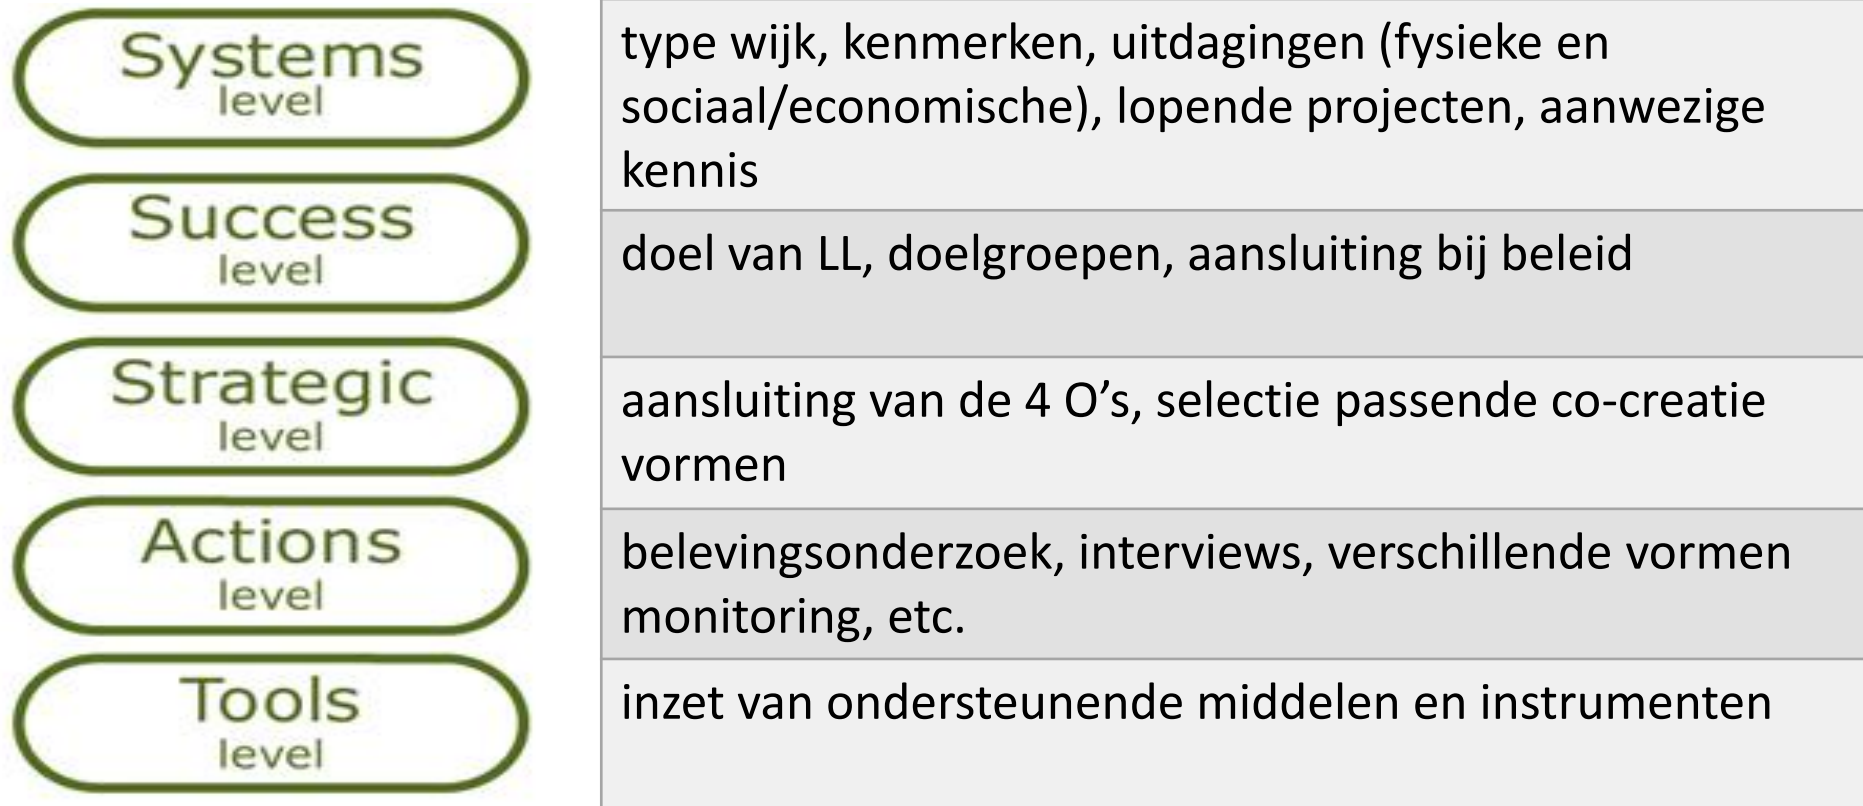 Systems
level
type wijk, kenmerken, uitdagingen (fysieke en
sociaal/economische), lopende projecten, aanwezige
kennis
Success
level
doel van LL, doelgroepen, aansluiting bij beleid
Strategic
level
aansluiting van de 4 O’s, selectie passende co-creatie
vormen
Actions
level
belevingsonderzoek, interviews, verschillende vormen
monitoring, etc.
Tools
level
inzet van ondersteunende middelen en instrumenten